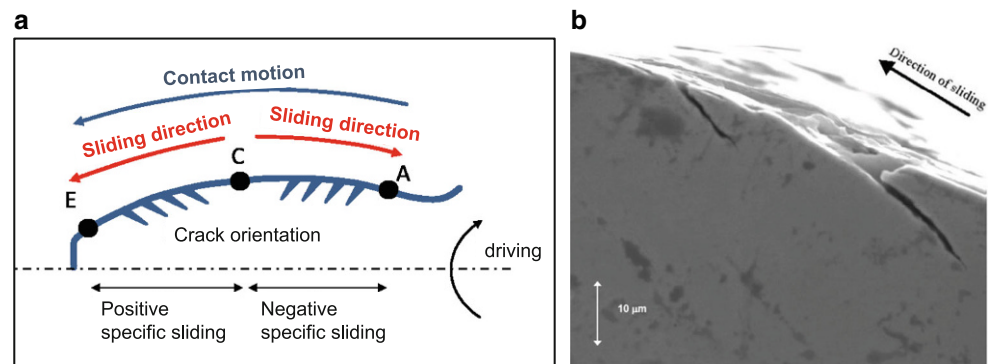 a
Contact motion
Sliding direction
Sliding direction
C
A
E
Crack orientation
driving
Positive
specific sliding
Negative
specific sliding
b
Direction of sliding
10 μm